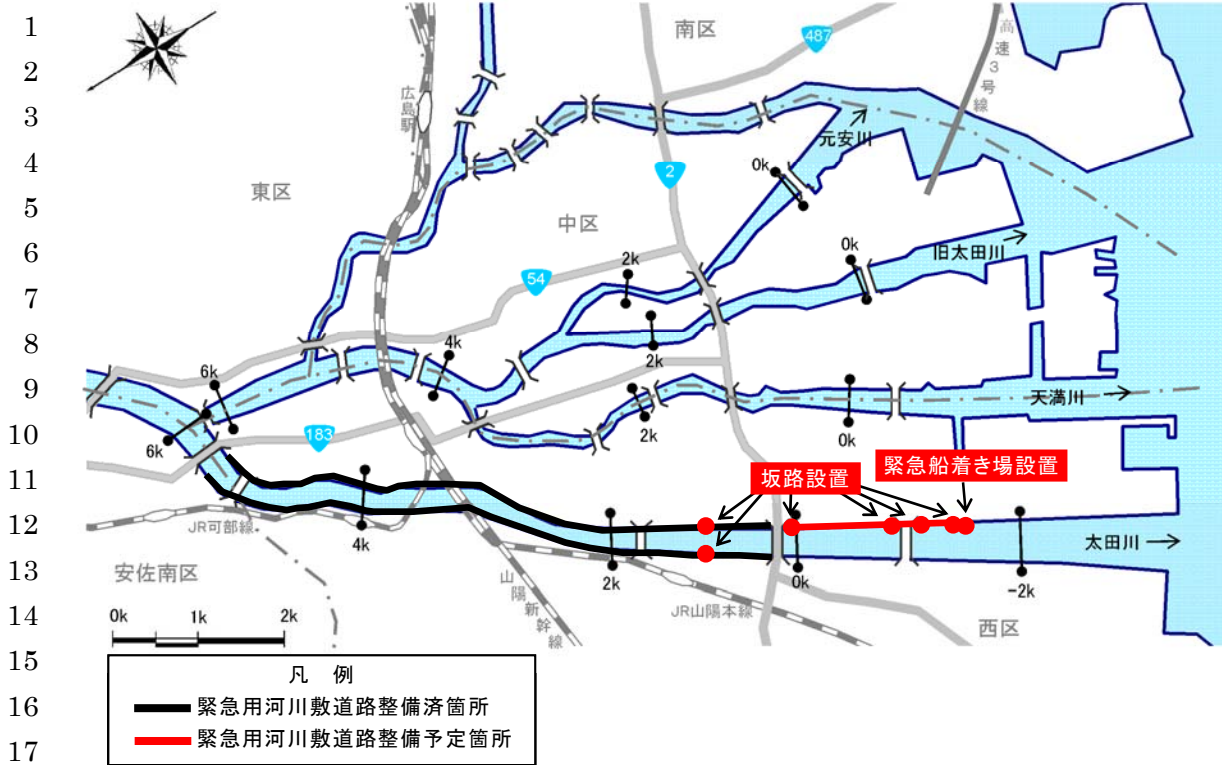 1
2
3
4
5
6
7
8
9
10
11
12
13
14
15
16
17
南区
487
高速3号線
広島駅
元安川
2
0k
東区
中区
0k
旧太田川
2k
54
4k
2k
6k
天満川
2k
0k
6k
183
緊急船着き場設置
坂路設置
JR可部線
4k
太田川
2k
0k
-2k
安佐南区
山陽新幹線
JR山陽本線
西区
0k 1k 2k
凡 例
緊急用河川敷道路整備済箇所
緊急用河川敷道路整備予定箇所